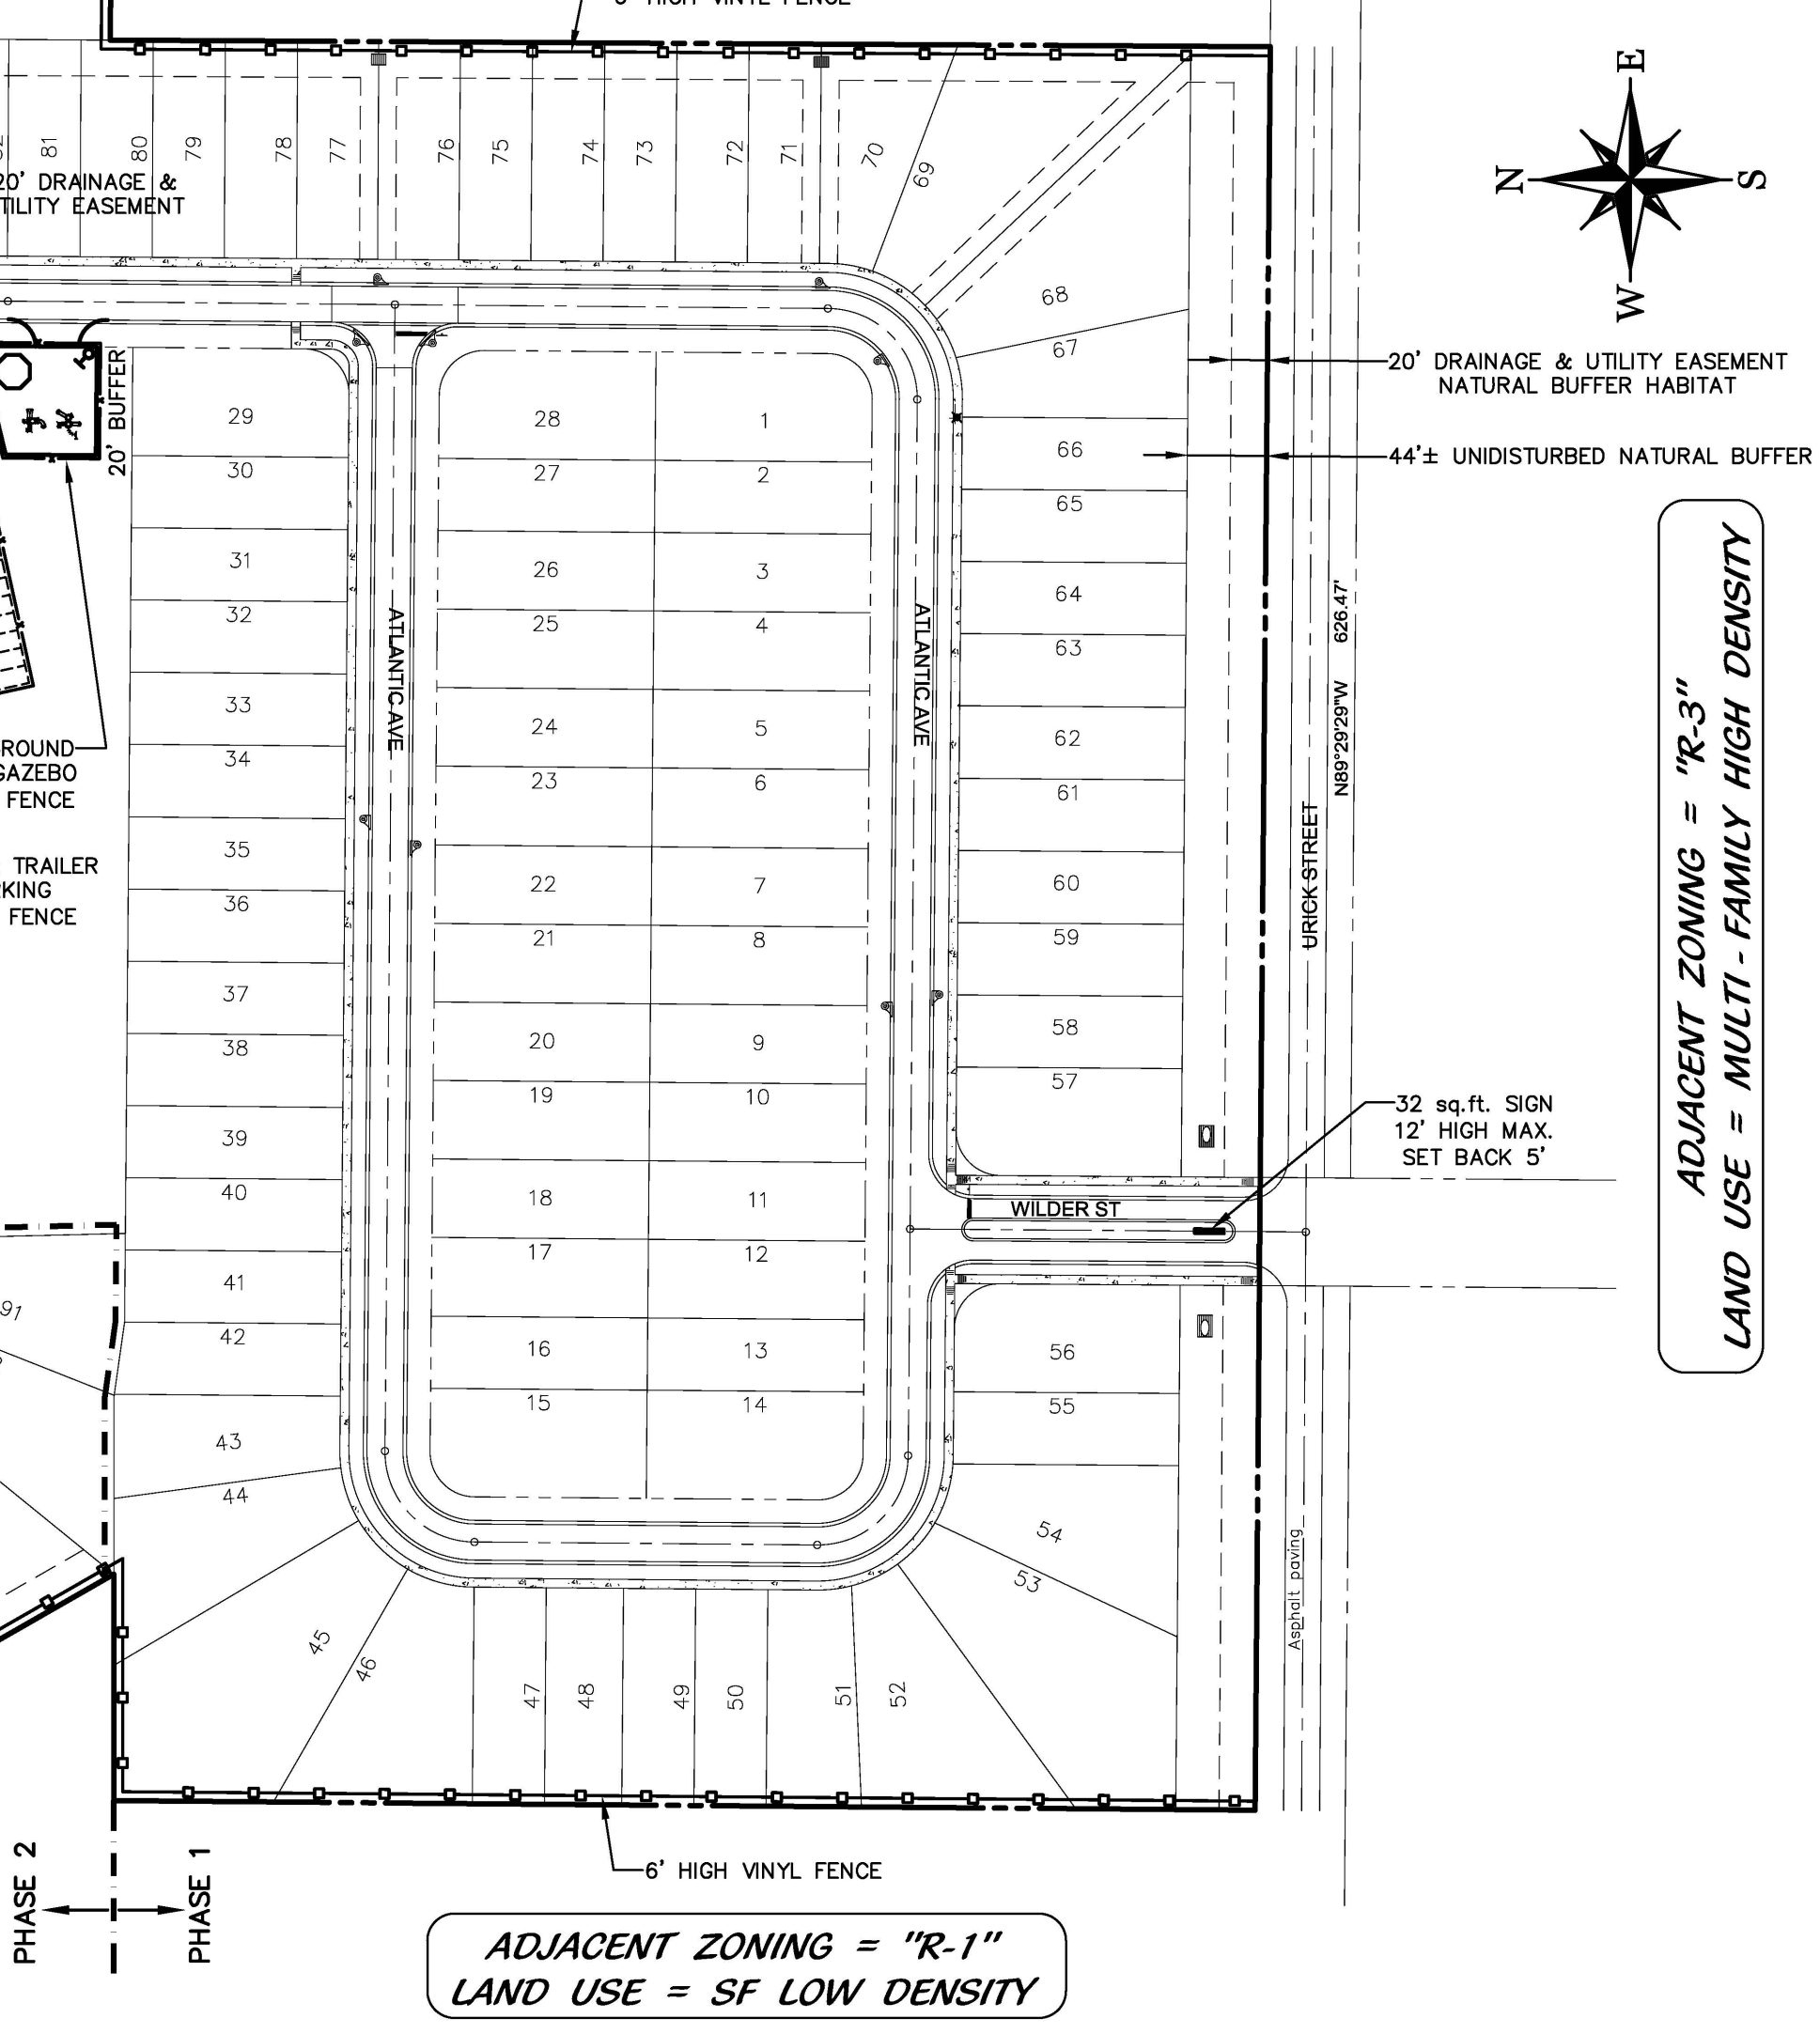 6' HIGH VINYL FENCE
81
80
79
78
77
76
75
74
73
72
71
70
69
20' DRAINAGE &
UTILITY EASEMENT
E
N
S
W
68
67
20' DRAINAGE & UTILITY EASEMENT
NATURAL BUFFER HABITAT
44'± UNIDISTURBED NATURAL BUFFER
20' BUFFER
29
30
31
32
33
34
35
36
37
38
39
40
41
42
43
44
ATLANTIC AVE
28
27
26
25
24
23
22
21
20
19
18
17
16
15
1
2
3
4
5
6
7
8
9
10
11
12
13
14
ATLANTIC AVE
66
65
64
63
62
61
60
59
58
57
ROUND
GAZEBO
FENCE
TRAILER
KING
FENCE
N89°29'29"W 626.47'
URICK STREET
ADJACENT ZONING = "R-3"
LAND USE = MULTI - FAMILY HIGH DENSITY
32 sq.ft. SIGN
12' HIGH MAX.
SET BACK 5'
WILDER ST
91
56
55
54
53
Asphalt paving
45
46
47
48
49
50
51
52
6' HIGH VINYL FENCE
PHASE 2
PHASE 1
ADJACENT ZONING = "R-1"
LAND USE = SF LOW DENSITY